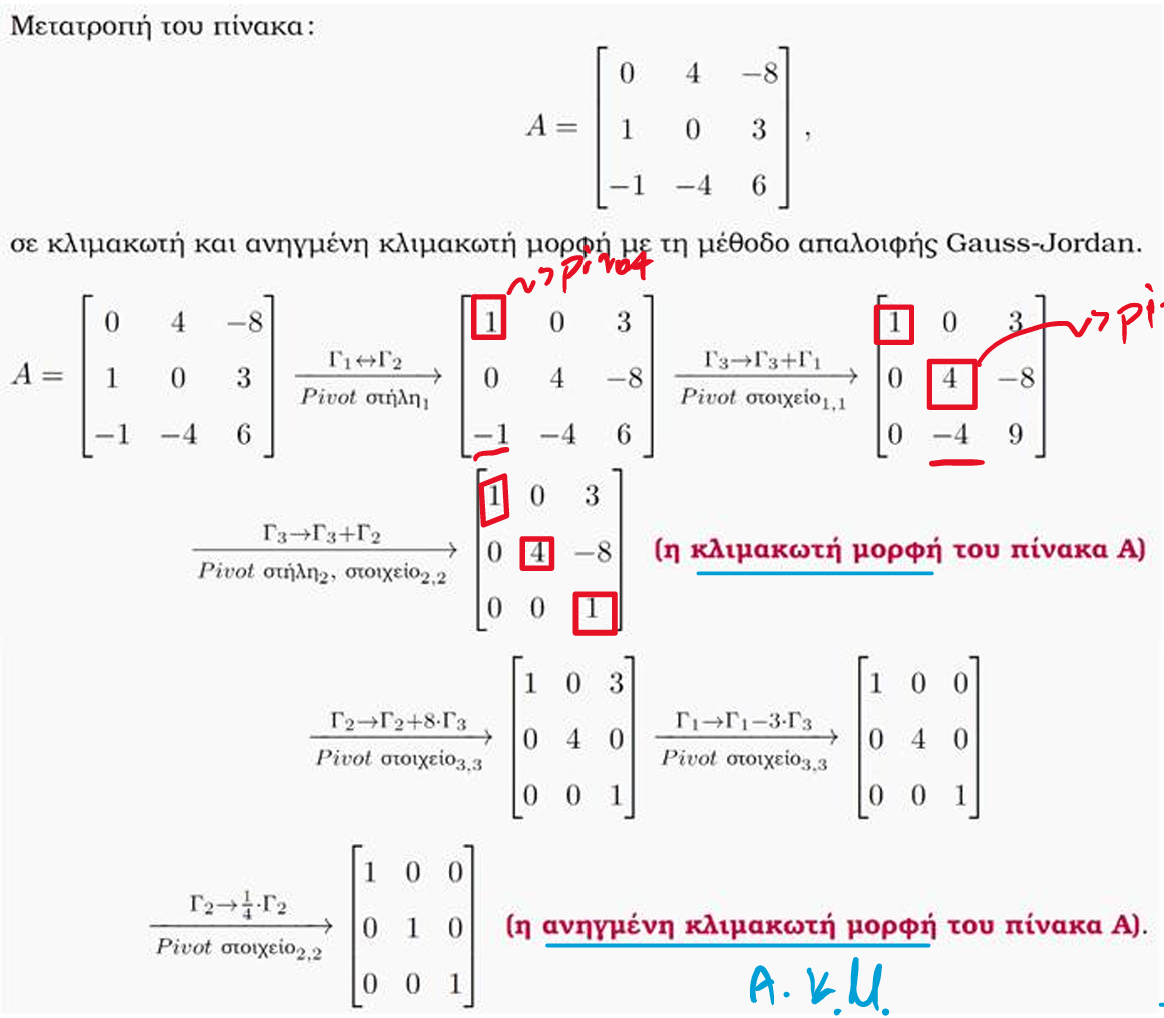 Μετατροπή του πίνακα:
A = [ 0 4 −8
1 0 3
−1 −4 6 ] ,
σε κλιμακωτή και ανηγμένη κλιμακωτή μορφή με τη μέθοδο απαλοιφής Gauss-Jordan.
pivot
A = [ 0 4 −8
1 0 3
−1 −4 6 ]
Γ1↔Γ2
Pivot στήλη1
[ 1 0 3
0 4 −8
−1 −4 6 ]
Γ3→Γ3+Γ1
Pivot στοιχείο1,1
[ 1 0 3
0 4 −8
0 −4 9 ]
pi
Γ3→Γ3+Γ2
Pivot στήλη2, στοιχείο2,2
[ 1 0 3
0 4 −8
0 0 1 ]
(η κλιμακωτή μορφή του πίνακα A)
Γ2→Γ2+8·Γ3
Pivot στοιχείο3,3
[ 1 0 3
0 4 0
0 0 1 ]
Γ1→Γ1−3·Γ3
Pivot στοιχείο3,3
[ 1 0 0
0 4 0
0 0 1 ]
Γ2→1/4·Γ2
Pivot στοιχείο2,2
[ 1 0 0
0 1 0
0 0 1 ]
(η ανηγμένη κλιμακωτή μορφή του πίνακα A).
A.K.M.